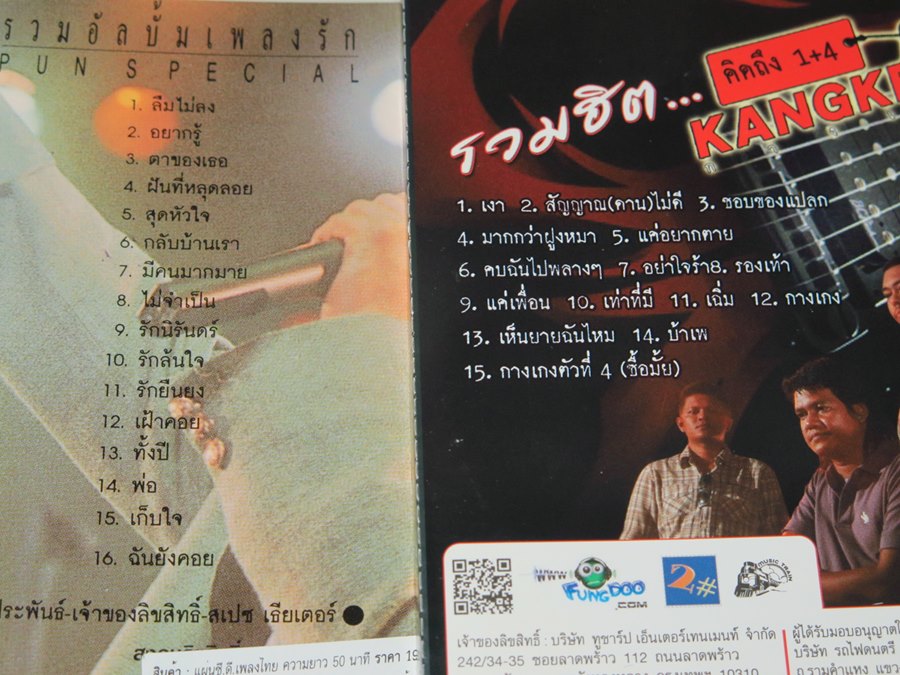 รวมอัลบั้มเพลงรัก
PUN SPECIAL
1. ลืมไม่ลง
2. อยากรู้
3. ตาของเธอ
4. ฝันที่หลุดลอย
5. สุดหัวใจ
6. กลับบ้านเรา
7. มีคนมากมาย
8. ไม่จำเป็น
9. รักนิรันดร์
10. รักล้นใจ
11. รักยืนยง
12. เฝ้าคอย
13. ทั้งปี
14. พ่อ
15. เก็บใจ
16. ฉันยังคอย
ประพันธ์-เจ้าของลิขสิทธิ์-สเปซ เธียเตอร์
สินค้า : แผ่นซี.ดี.เพลงไทย ความยาว 50 นาที ราคา 19
คิดถึง 1+4
รวมฮิต...
KANGK
1. เงา 2. สัญญาณ(คาน)ไม่ดี 3. ชอบของแปลก
4. มากกว่าฝูงหมา 5. แค่อยากตาย
6. คบฉันไปพลางๆ 7. อย่าใจร้า8. รองเท้า
9. แค่เพื่อน 10. เท่าที่มี 11. เฉิ่ม 12. กางเกง
13. เห็นยายฉันไหม 14. บ้าเพ
15. กางเกงตัวที่ 4 (ซื้อมั้ย)
www.
FUNGDOO
.COM
2#
MUSIC TRAIN
เจ้าของลิขสิทธิ์ : บริษัท ทูชาร์ป เอ็นเตอร์เทนเมนท์ จำกัด
242/34-35 ซอยลาดพร้าว 112 ถนนลาดพร้าว
กรุงเทพฯ 10310
ผู้ได้รับมอบอนุญาตใ
บริษัท รถไฟดนตรี
ถ.รามคำแหง แขว